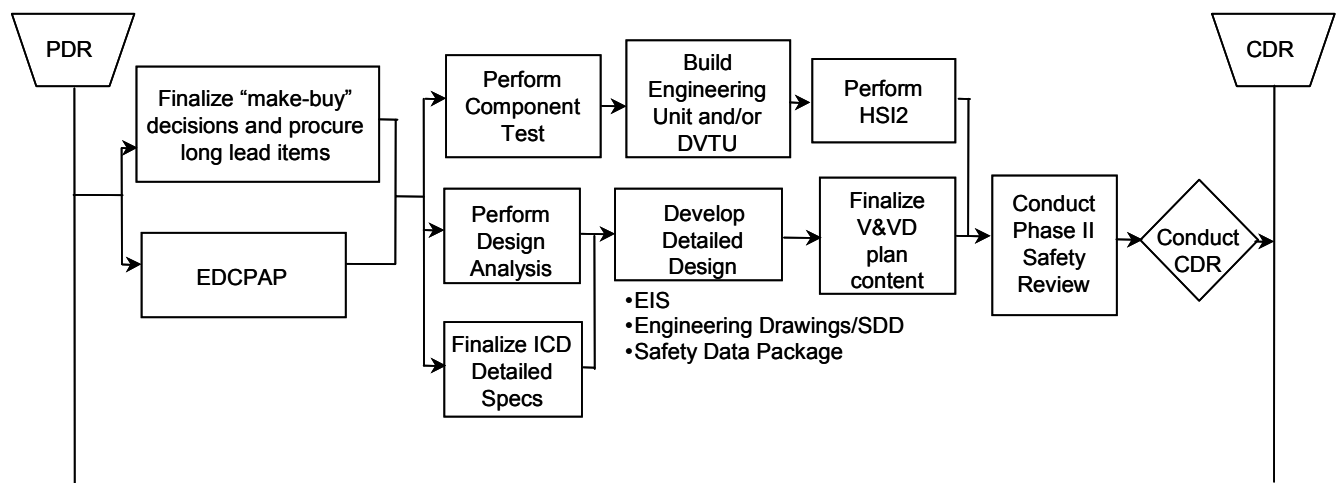 PDR
Finalize “make-buy”
decisions and procure
long lead items
EDCPAP
Perform
Component
Test
Build
Engineering
Unit and/or
DVTU
Perform
HSI2
Perform
Design
Analysis
Develop
Detailed
Design
•EIS
•Engineering Drawings/SDD
•Safety Data Package
Finalize
V&VD
plan
content
Finalize ICD
Detailed
Specs
Conduct
Phase II
Safety
Review
Conduct
CDR
CDR